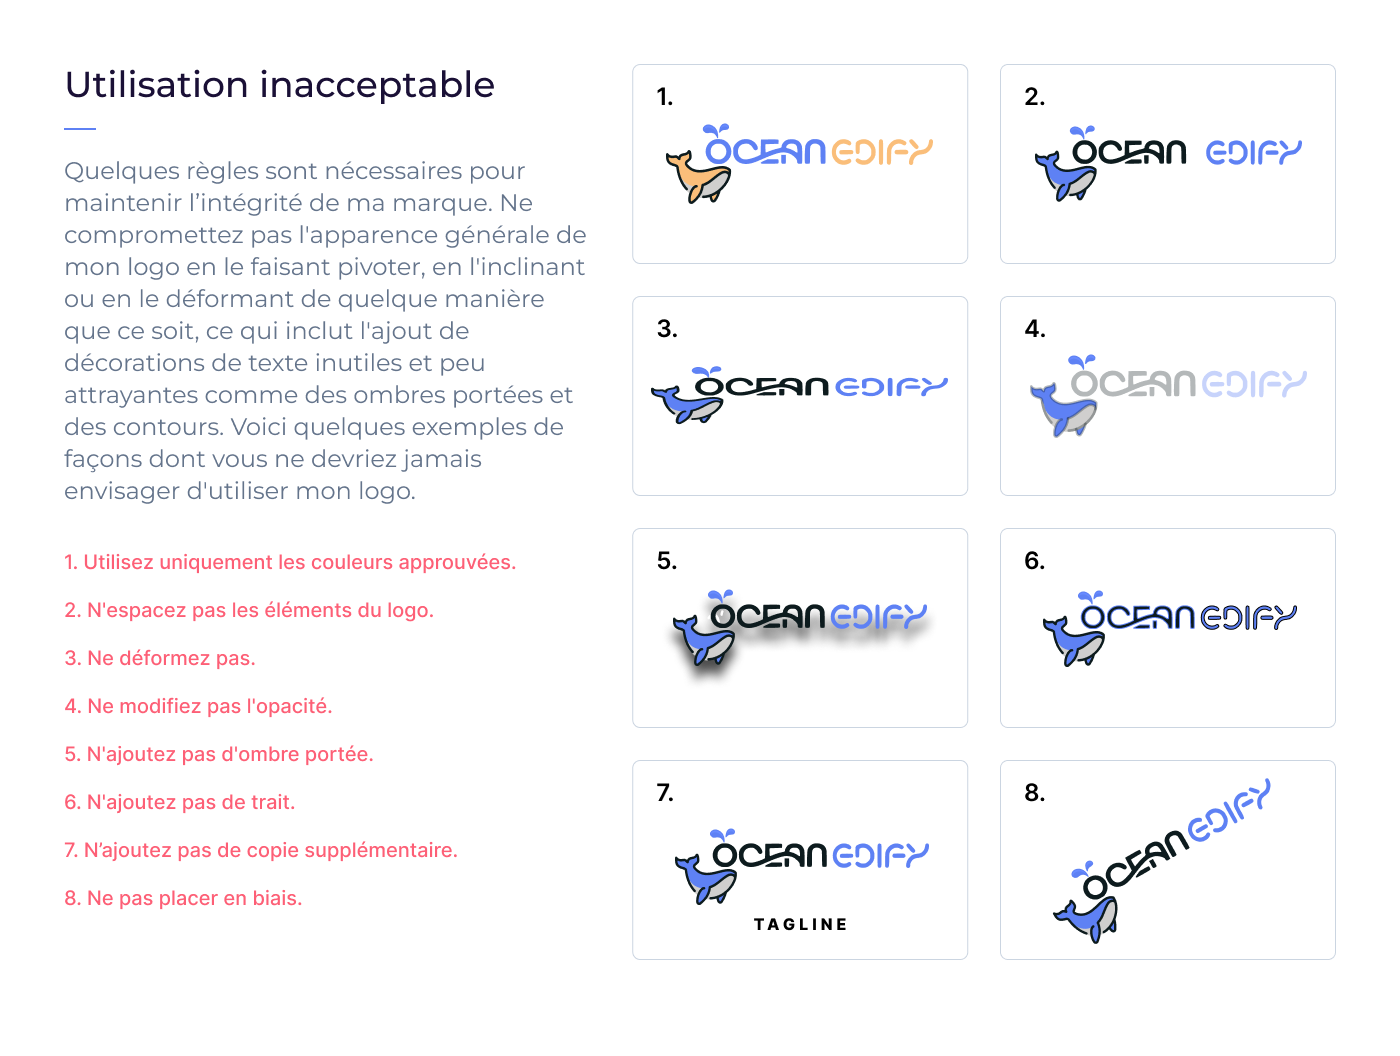 Utilisation inacceptable
Quelques règles sont nécessaires pour
maintenir l’intégrité de ma marque. Ne
compromettez pas l'apparence générale de
mon logo en le faisant pivoter, en l'inclinant
ou en le déformant de quelque manière
que ce soit, ce qui inclut l'ajout de
décorations de texte inutiles et peu
attrayantes comme des ombres portées et
des contours. Voici quelques exemples de
façons dont vous ne devriez jamais
envisager d'utiliser mon logo.
1. Utilisez uniquement les couleurs approuvées.
2. N'espacez pas les éléments du logo.
3. Ne déformez pas.
4. Ne modifiez pas l'opacité.
5. N'ajoutez pas d'ombre portée.
6. N'ajoutez pas de trait.
7. N’ajoutez pas de copie supplémentaire.
8. Ne pas placer en biais.
1.
OCEAN EDIFY
2.
OCEAN EDIFY
3.
OCEAN EDIFY
4.
OCEAN EDIFY
5.
OCEAN EDIFY
6.
OCEAN EDIFY
7.
OCEAN EDIFY
TAGLINE
8.
OCEAN EDIFY